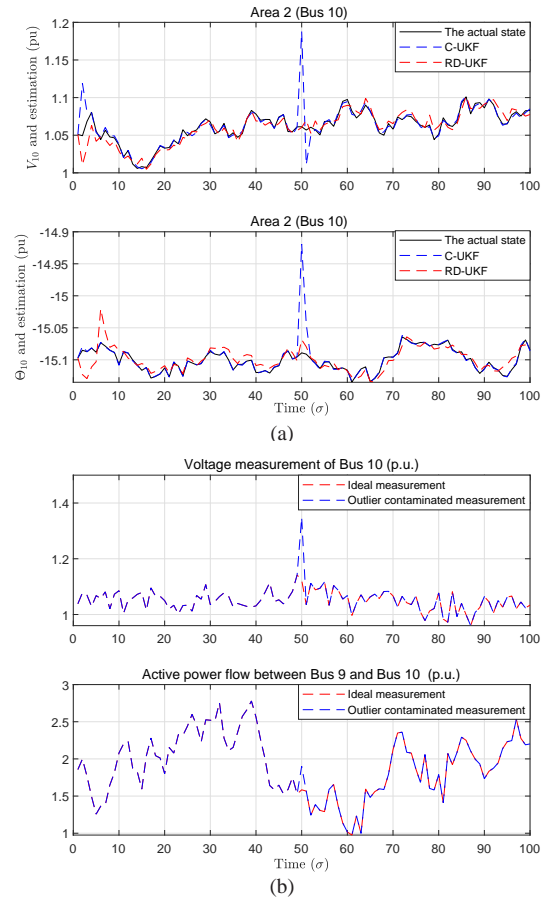 Area 2 (Bus 10)
V10 and estimation (pu)
1.2
1.15
1.1
1.05
1
The actual state
C-UKF
RD-UKF
0 10 20 30 40 50 60 70 80 90 100
Area 2 (Bus 10)
Θ10 and estimation (pu)
-14.9
-14.95
-15
-15.05
-15.1
The actual state
C-UKF
RD-UKF
0 10 20 30 40 50 60 70 80 90 100
Time (σ)
(a)
Voltage measurement of Bus 10 (p.u.)
1.4
1.2
1
Ideal measurement
Outlier contaminated measurement
0 10 20 30 40 50 60 70 80 90 100
Active power flow between Bus 9 and Bus 10 (p.u.)
3
2.5
2
1.5
1
Ideal measurement
Outlier contaminated measurement
0 10 20 30 40 50 60 70 80 90 100
Time (σ)
(b)